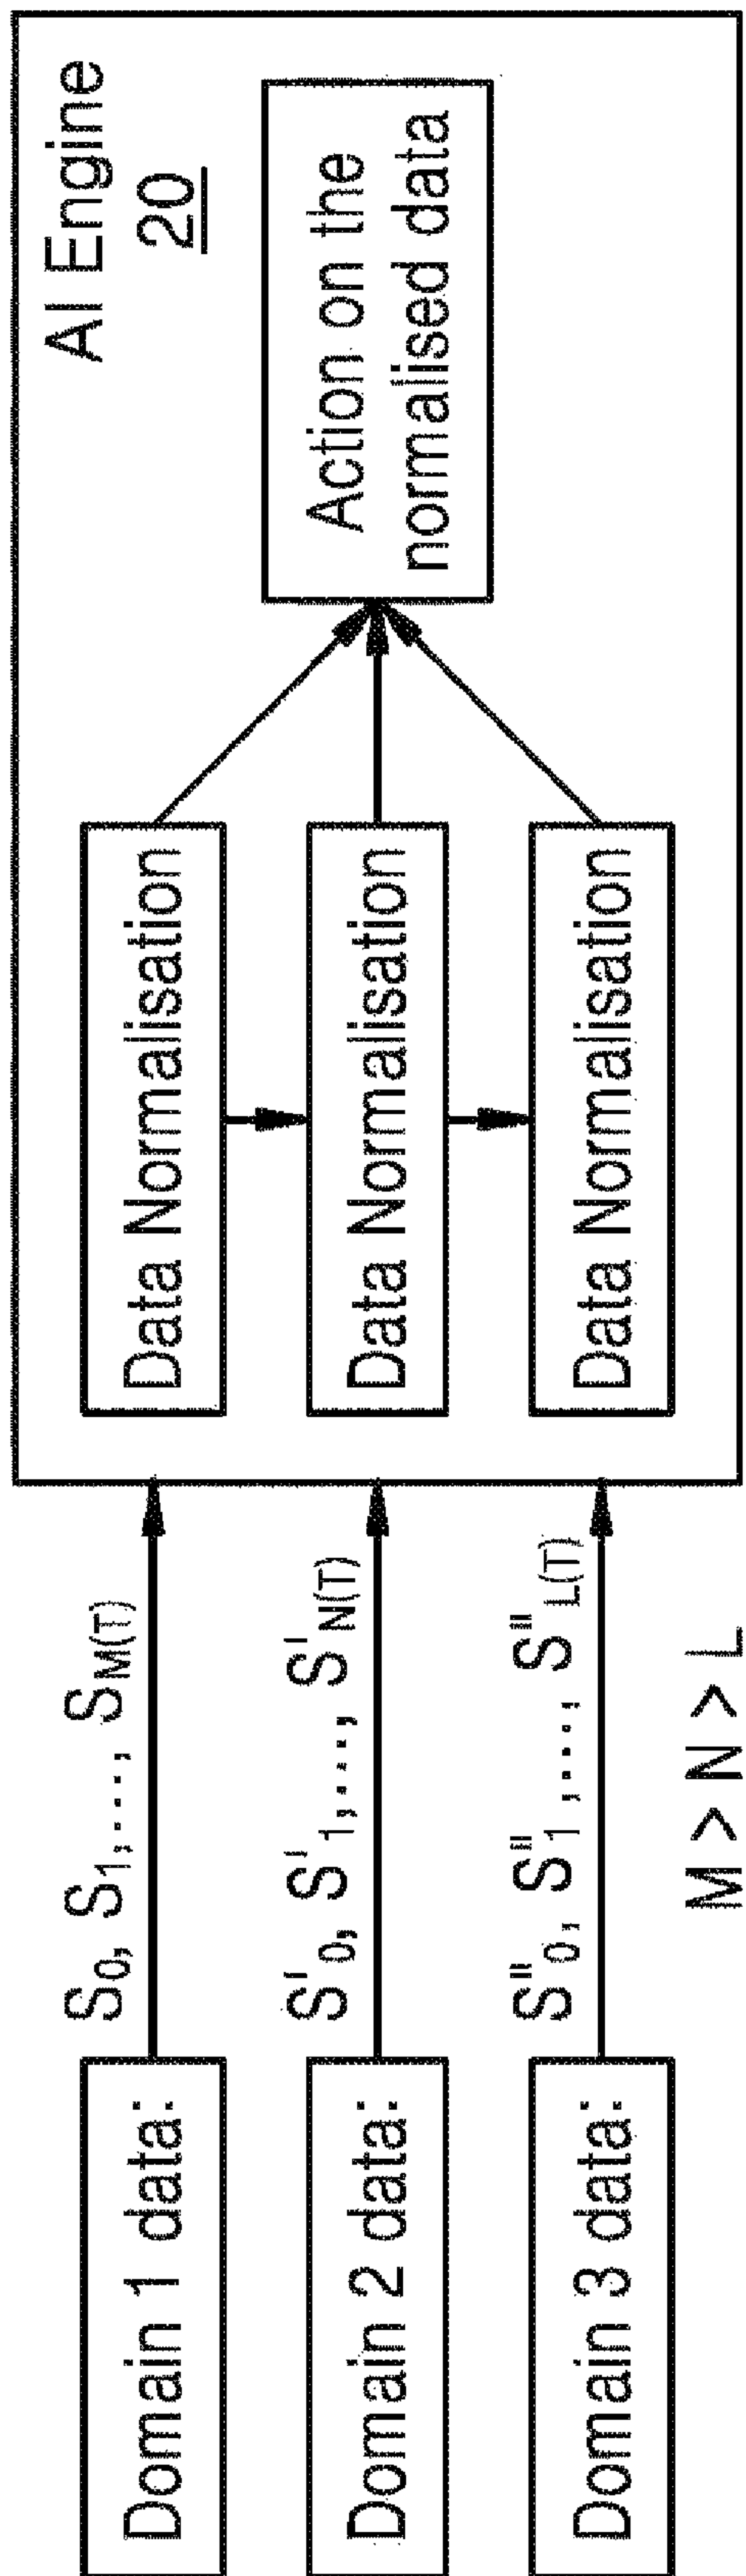 AI Engine
20
Domain 1 data:
S0, S1,..., SM(T)
Data Normalisation
Domain 2 data:
S'0, S'1,..., S'N(T)
Data Normalisation
Domain 3 data:
S"0, S"1,..., S"L(T)
Data Normalisation
Action on the
normalised data
M > N > L